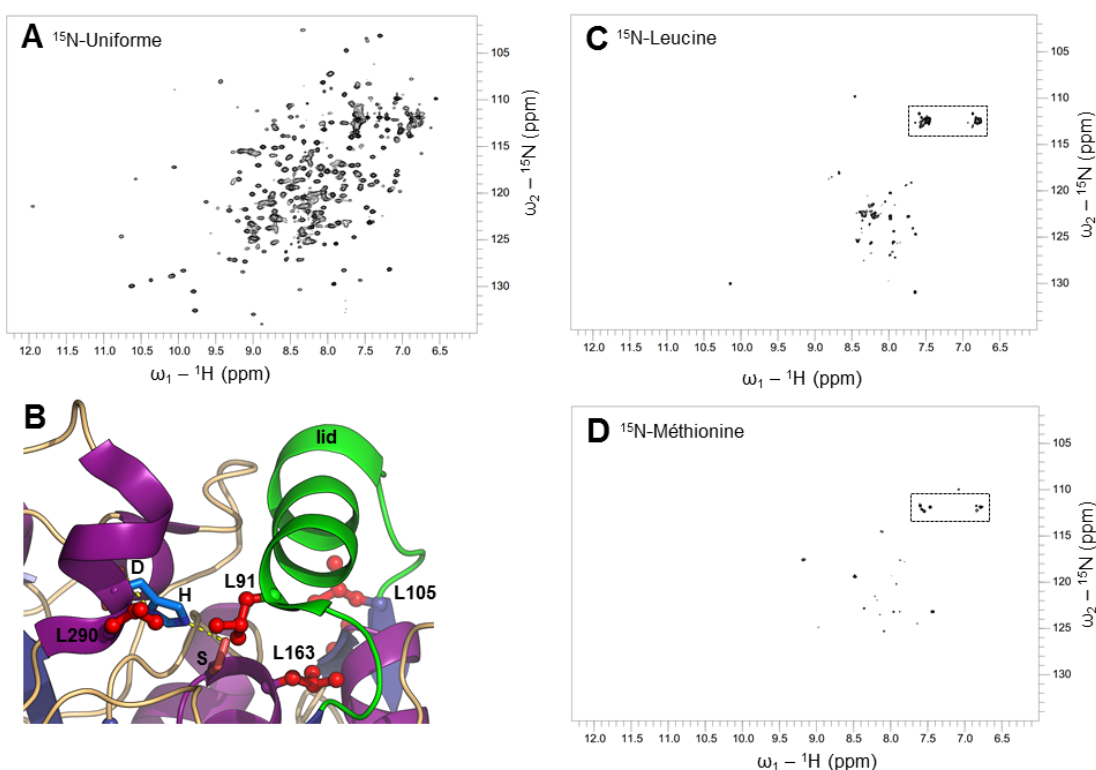 A ¹⁵N-Uniforme
105
110
115
120
125
130
ω₂ – ¹⁵N (ppm)
12.0 11.5 11.0 10.5 10.0 9.5 9.0 8.5 8.0 7.5 7.0 6.5
ω₁ – ¹H (ppm)
C ¹⁵N-Leucine
105
110
115
120
125
130
135
ω₂ – ¹⁵N (ppm)
12.0 11.5 11.0 10.5 10.0 9.5 9.0 8.5 8.0 7.5 7.0 6.5
ω₁ – ¹H (ppm)
B
lid
D
H
L91
L105
L290
S
L163
D ¹⁵N-Méthionine
105
110
115
120
125
130
135
ω₂ – ¹⁵N (ppm)
12.0 11.5 11.0 10.5 10.0 9.5 9.0 8.5 8.0 7.5 7.0 6.5
ω₁ – ¹H (ppm)